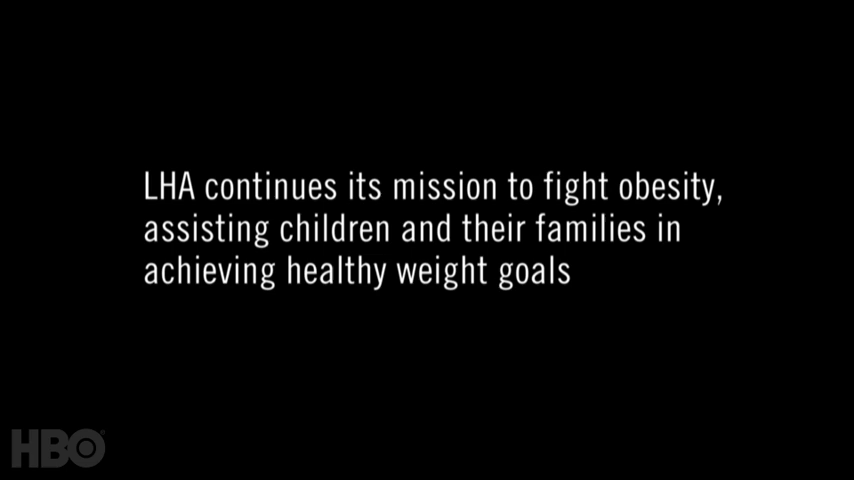 LHA continues its mission to fight obesity,
assisting children and their families in
achieving healthy weight goals
HBO